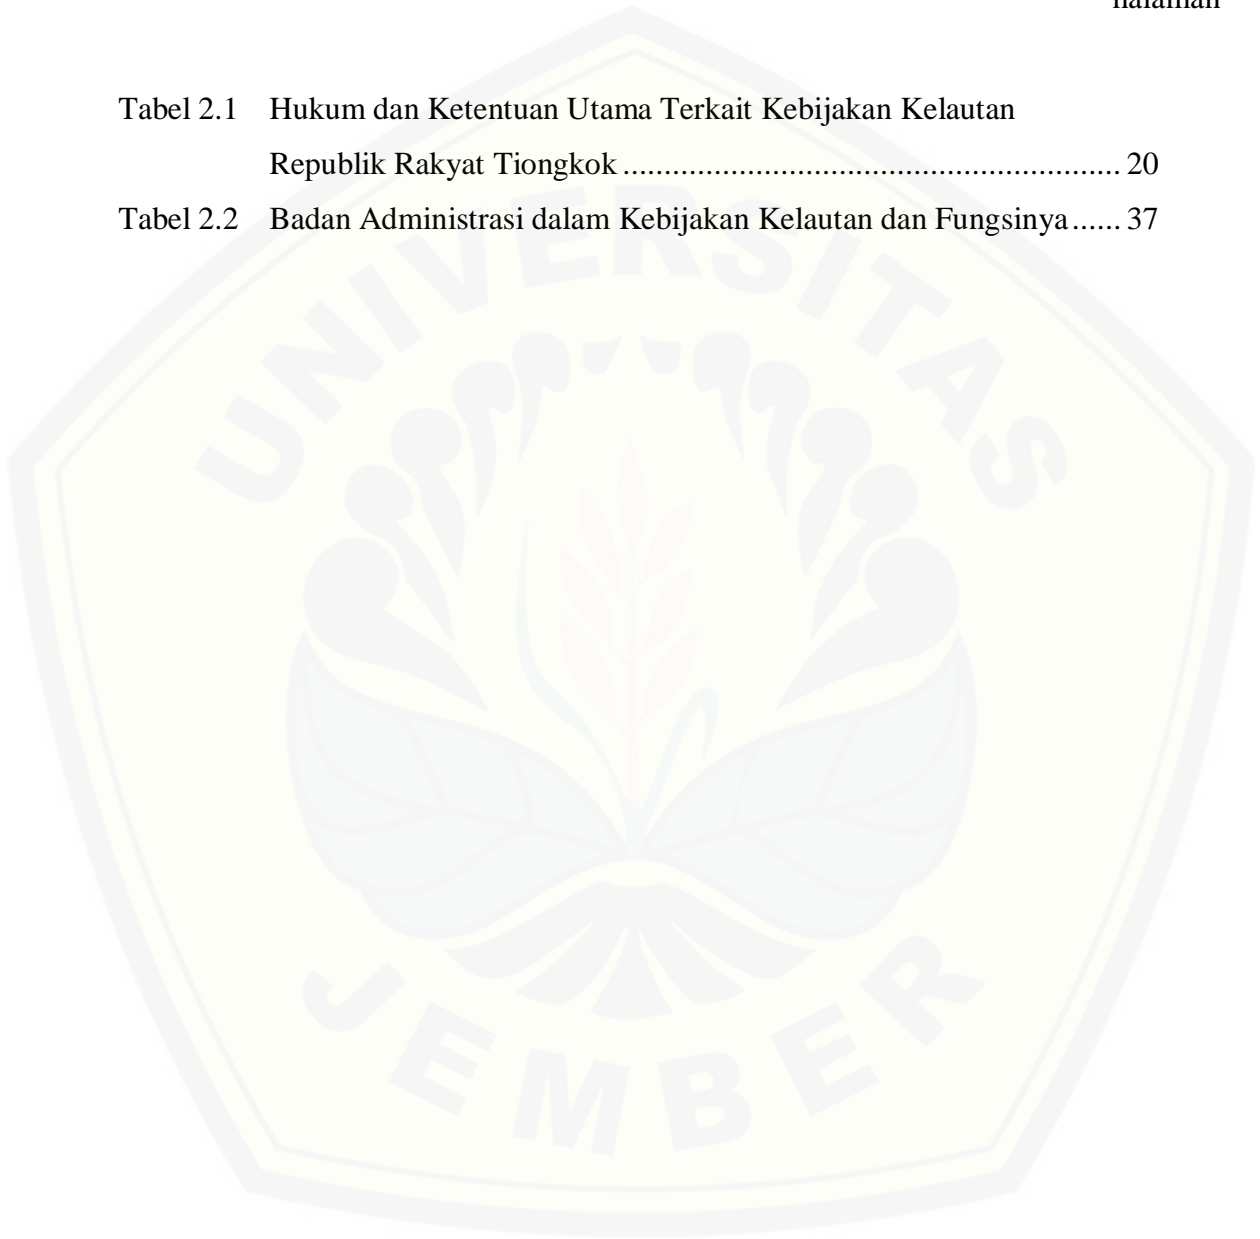 halaman
Tabel 2.1 Hukum dan Ketentuan Utama Terkait Kebijakan Kelautan
Republik Rakyat Tiongkok ......................................................... 20
Tabel 2.2 Badan Administrasi dalam Kebijakan Kelautan dan Fungsinya ...... 37
UNIVERSITAS
JEMBER